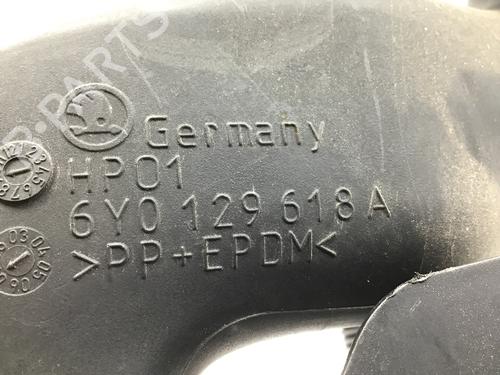 Germany
HP01
6Y0 129 618 A
>PP+EPDM<